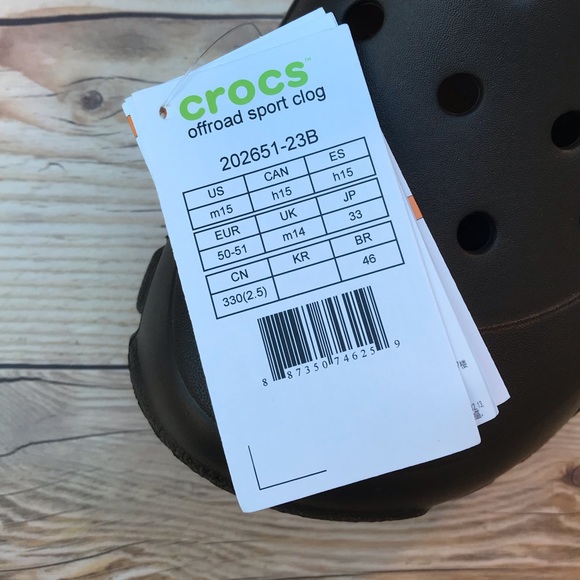 crocs™
offroad sport clog
202651-23B
US CAN ES
m15 h15 h15
EUR UK JP
50-51 m14 33
CN KR BR
330(2.5) 46
8 87350 74625 9